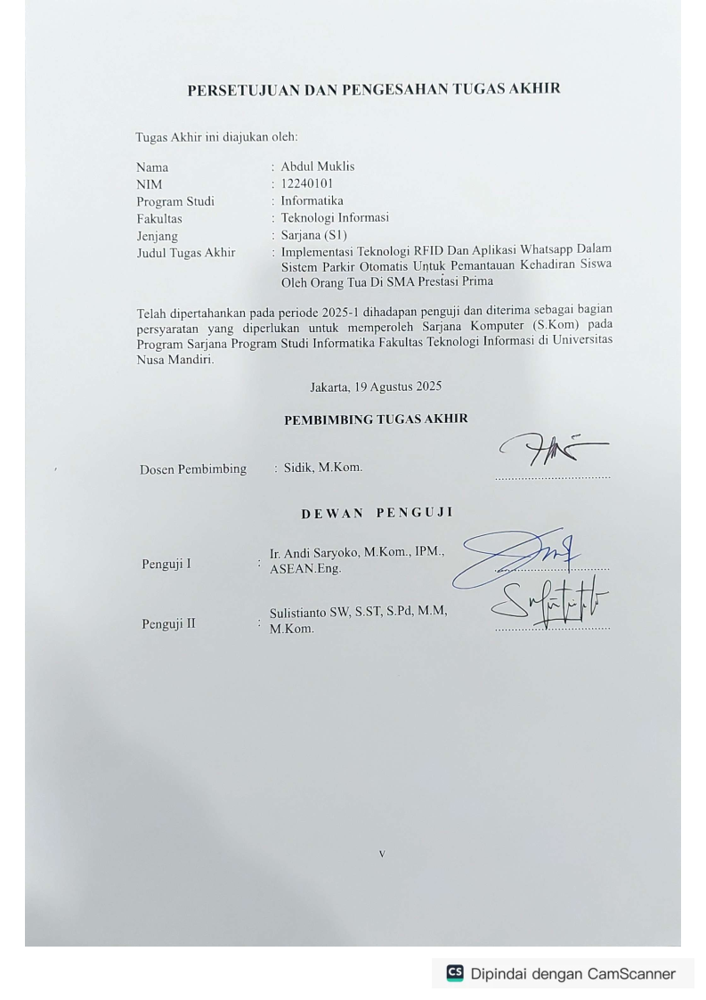 PERSETUJUAN DAN PENGESAHAN TUGAS AKHIR
Tugas Akhir ini diajukan oleh:
Nama : Abdul Muklis
NIM : 12240101
Program Studi : Informatika
Fakultas : Teknologi Informasi
Jenjang : Sarjana (S1)
Judul Tugas Akhir : Implementasi Teknologi RFID Dan Aplikasi Whatsapp Dalam
Sistem Parkir Otomatis Untuk Pemantauan Kehadiran Siswa
Oleh Orang Tua Di SMA Prestasi Prima
Telah dipertahankan pada periode 2025-1 dihadapan penguji dan diterima sebagai bagian
persyaratan yang diperlukan untuk memperoleh Sarjana Komputer (S.Kom) pada
Program Sarjana Program Studi Informatika Fakultas Teknologi Informasi di Universitas
Nusa Mandiri.
Jakarta, 19 Agustus 2025
PEMBIMBING TUGAS AKHIR
Dosen Pembimbing : Sidik, M.Kom.
DEWAN PENGUJI
Penguji I : Ir. Andi Saryoko, M.Kom., IPM.,
ASEAN.Eng.
Penguji II : Sulistianto SW, S.ST, S.Pd, M.M,
M.Kom.
v
CS Dipindai dengan CamScanner